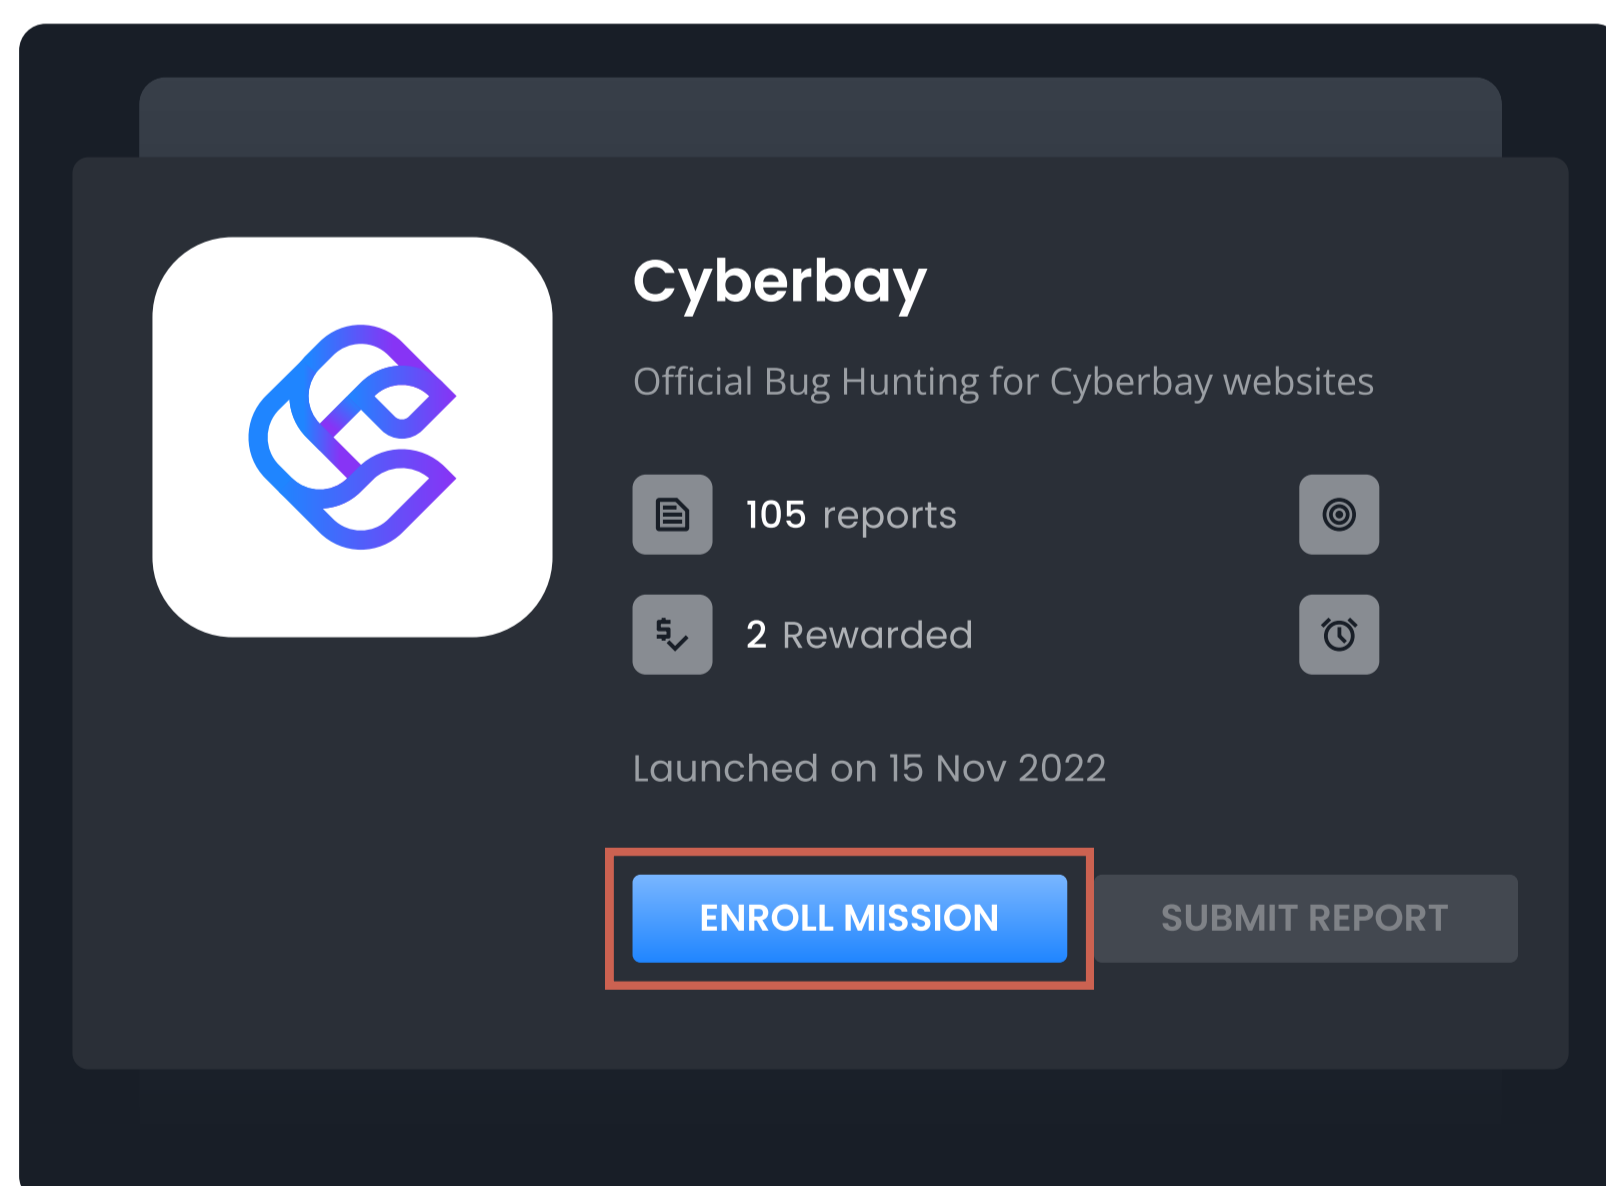 Cyberbay
Official Bug Hunting for Cyberbay websites
105 reports
2 Rewarded
Launched on 15 Nov 2022
ENROLL MISSION
SUBMIT REPORT